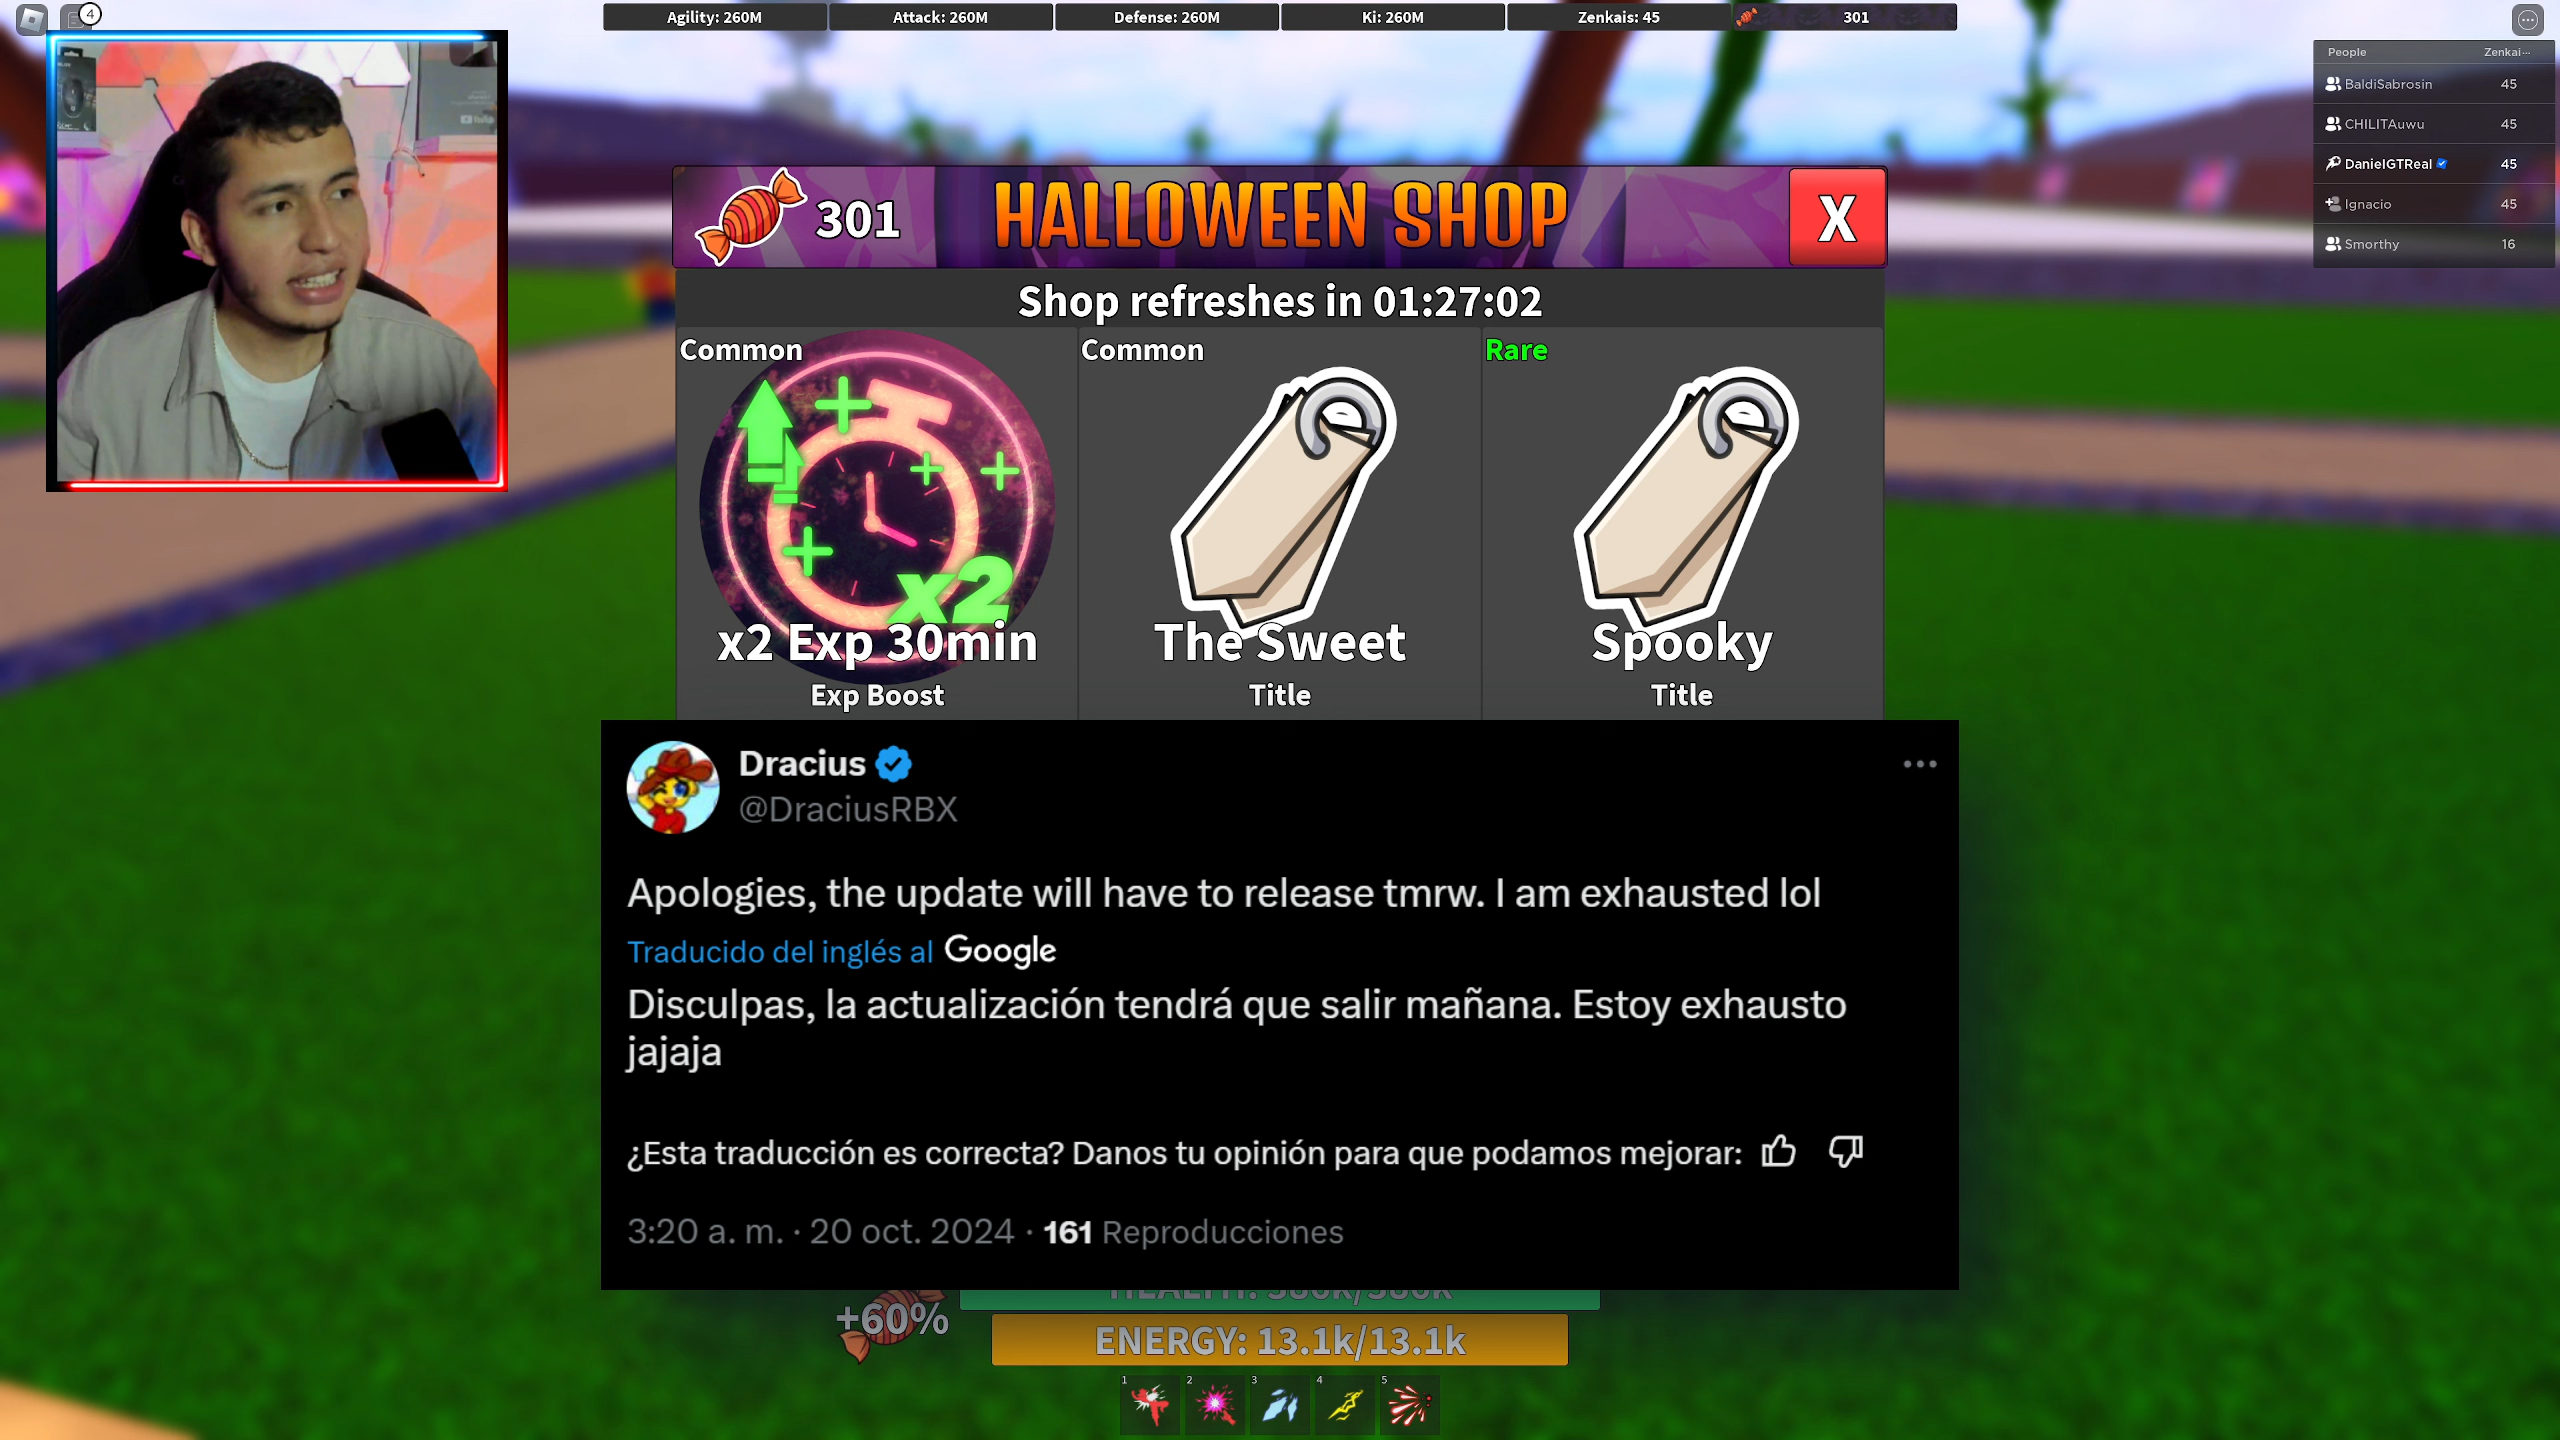 4
Agility: 260M
Attack: 260M
Defense: 260M
Ki: 260M
Zenkais: 45
301
People Zenkai...
BaldiSabrosin 45
CHILITAuwu 45
DanielGTReal 45
Ignacio 45
Smorthy 16
301
HALLOWEEN SHOP
X
Shop refreshes in 01:27:02
Common
Common
Rare
x2
x2 Exp 30min
The Sweet
Spooky
Exp Boost
Title
Title
Dracius
@DraciusRBX
Apologies, the update will have to release tmrw. I am exhausted lol
Traducido del inglés al Google
Disculpas, la actualización tendrá que salir mañana. Estoy exhausto
jajaja
¿Esta traducción es correcta? Danos tu opinión para que podamos mejorar:
3:20 a. m. · 20 oct. 2024 · 161 Reproducciones
+60%
ENERGY: 13.1k/13.1k
1
2
3
4
5